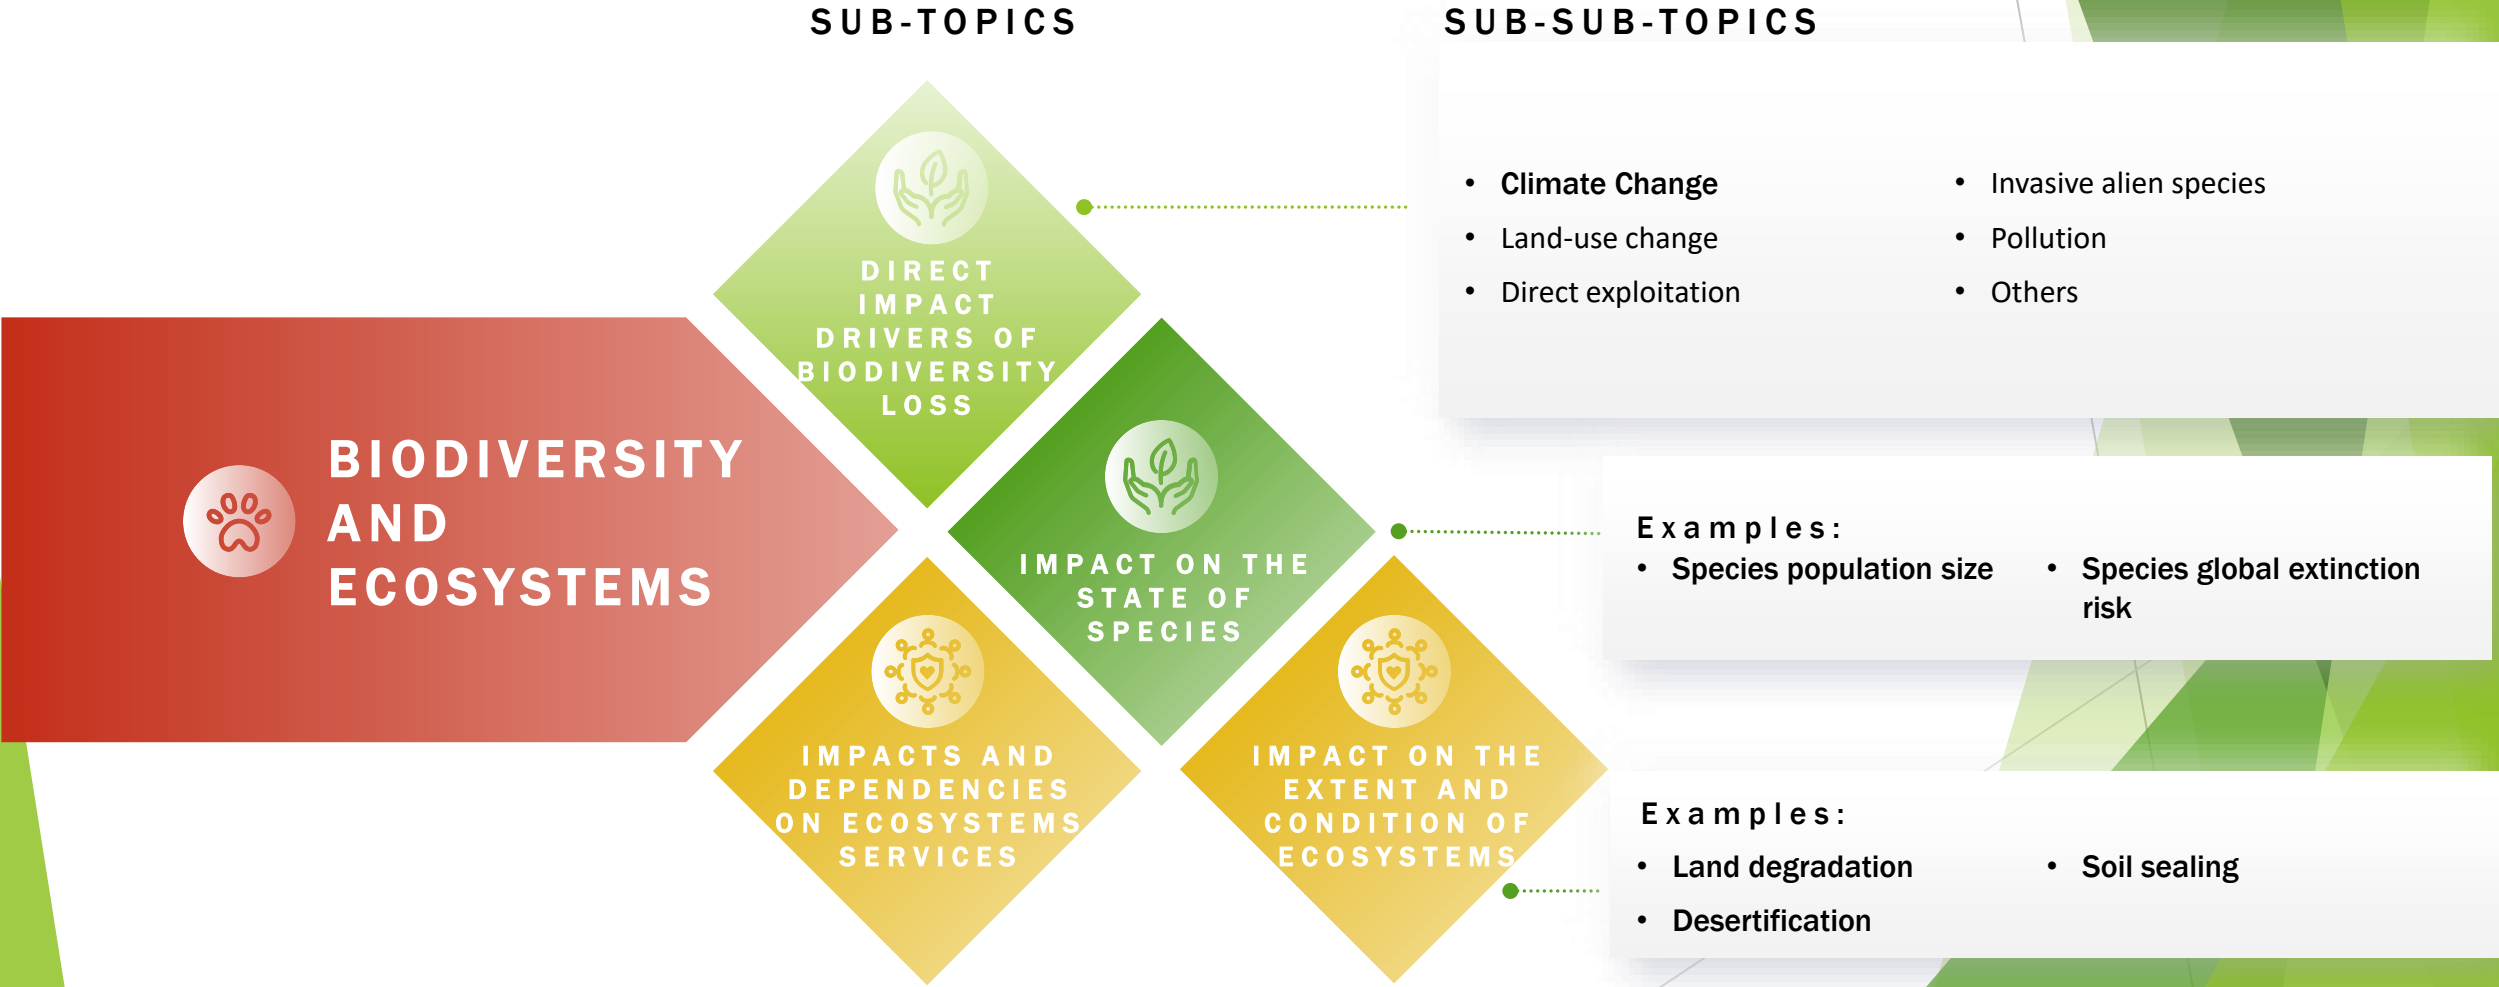 SUB-TOPICS
SUB-SUB-TOPICS
BIODIVERSITY
AND
ECOSYSTEMS
DIRECT
IMPACT
DRIVERS OF
BIODIVERSITY
LOSS
• Climate Change
• Land-use change
• Direct exploitation
• Invasive alien species
• Pollution
• Others
IMPACT ON THE
STATE OF
SPECIES
Examples:
• Species population size
• Species global extinction
risk
IMPACTS AND
DEPENDENCIES
ON ECOSYSTEMS
SERVICES
IMPACT ON THE
EXTENT AND
CONDITION OF
ECOSYSTEMS
Examples:
• Land degradation
• Desertification
• Soil sealing